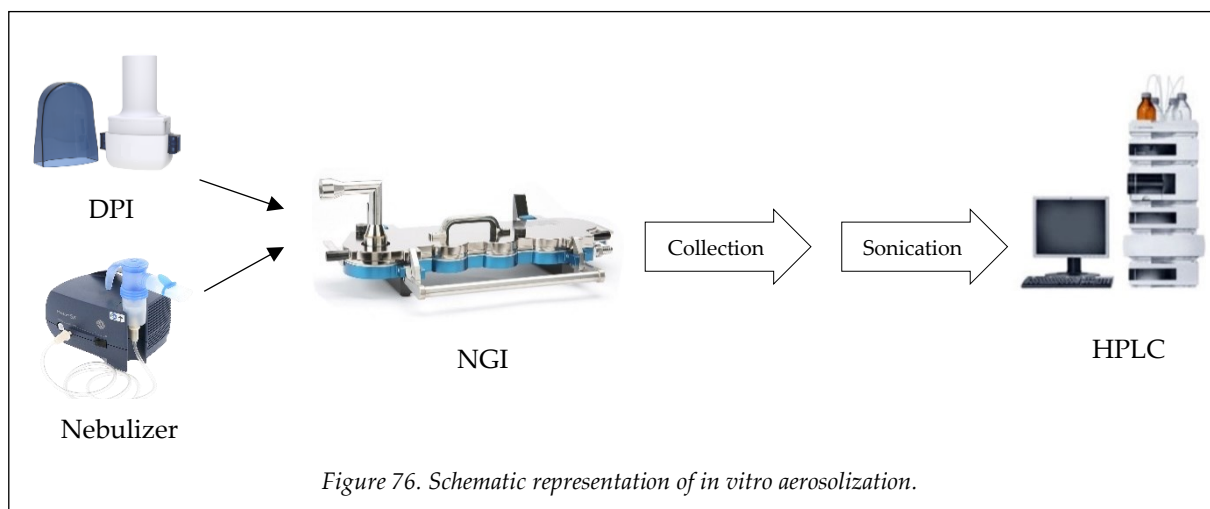 DPI
Nebulizer
NGI
Collection
Sonication
HPLC
Figure 76. Schematic representation of in vitro aerosolization.